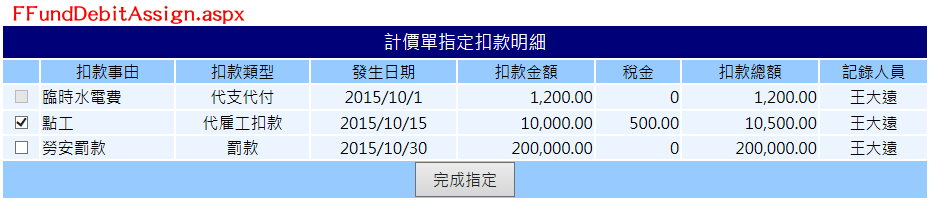 FFundDebitAssign.aspx
計價單指定扣款明細
扣款事由 扣款類型 發生日期 扣款金額 稅金 扣款總額 記錄人員
臨時水電費 代支代付 2015/10/1 1,200.00 0 1,200.00 王大遠
點工 代雇工扣款 2015/10/15 10,000.00 500.00 10,500.00 王大遠
勞安罰款 罰款 2015/10/30 200,000.00 0 200,000.00 王大遠
完成指定